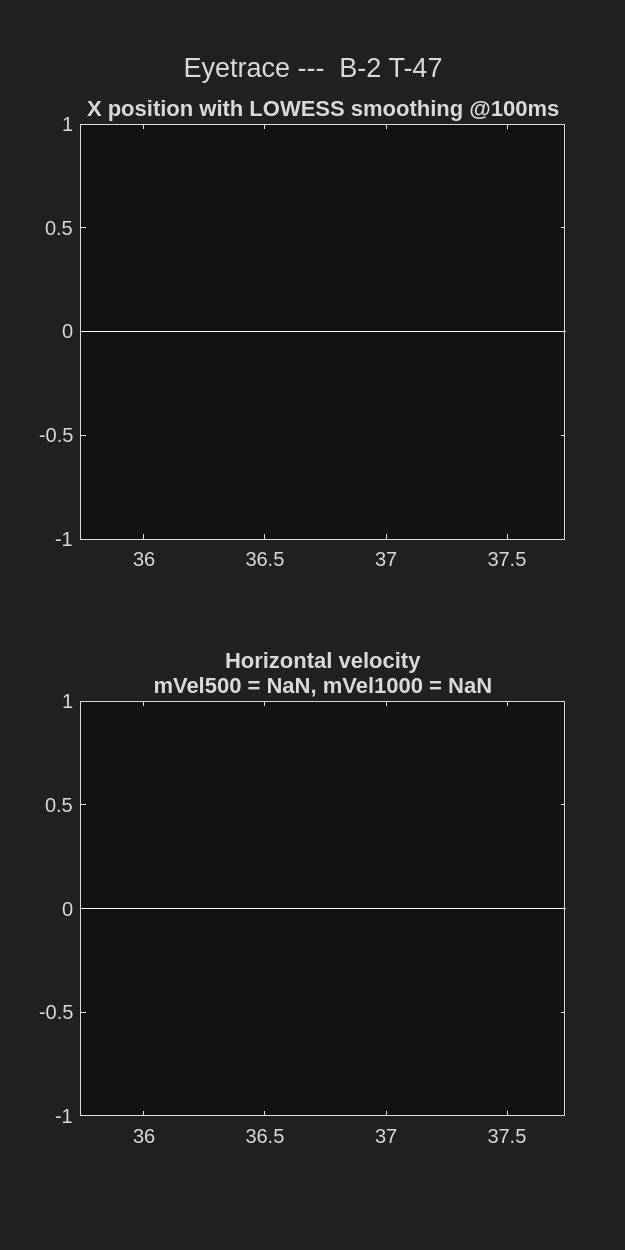 Eyetrace ---  B-2 T-47
X position with LOWESS smoothing @100ms
1
0.5
0
-0.5
-1
36 36.5 37 37.5
Horizontal velocity
mVel500 = NaN, mVel1000 = NaN
1
0.5
0
-0.5
-1
36 36.5 37 37.5